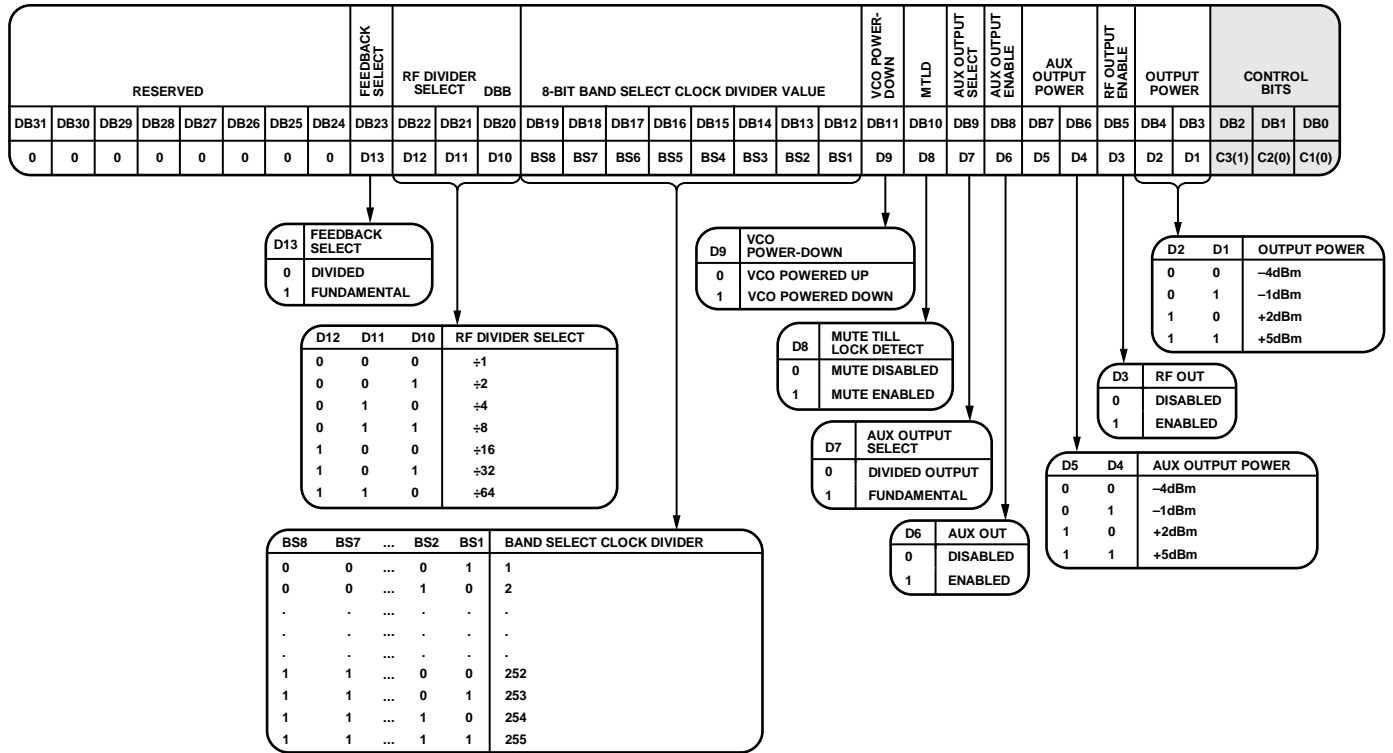 RESERVED
FEEDBACK
SELECT
RF DIVIDER
SELECT DBB
8-BIT BAND SELECT CLOCK DIVIDER VALUE
VCO POWER-
DOWN
MTLD
AUX OUTPUT
SELECT
AUX OUTPUT
ENABLE
AUX
OUTPUT
POWER
RF OUTPUT
ENABLE
OUTPUT
POWER
CONTROL
BITS
DB31 DB30 DB29 DB28 DB27 DB26 DB25 DB24 DB23 DB22 DB21 DB20 DB19 DB18 DB17 DB16 DB15 DB14 DB13 DB12 DB11 DB10 DB9 DB8 DB7 DB6 DB5 DB4 DB3 DB2 DB1 DB0
0 0 0 0 0 0 0 0 D13 D12 D11 D10 BS8 BS7 BS6 BS5 BS4 BS3 BS2 BS1 D9 D8 D7 D6 D5 D4 D3 D2 D1 C3(1) C2(0) C1(0)
D13 FEEDBACK
SELECT
0 DIVIDED
1 FUNDAMENTAL
D12 D11 D10 RF DIVIDER SELECT
0 0 0 ÷1
0 0 1 ÷2
0 1 0 ÷4
0 1 1 ÷8
1 0 0 ÷16
1 0 1 ÷32
1 1 0 ÷64
BS8 BS7 ... BS2 BS1 BAND SELECT CLOCK DIVIDER
0 0 ... 0 1 1
0 0 ... 1 0 2
. . ... . . .
. . ... . . .
. . ... . . .
1 1 ... 0 0 252
1 1 ... 0 1 253
1 1 ... 1 0 254
1 1 ... 1 1 255
D9 VCO
POWER-DOWN
0 VCO POWERED UP
1 VCO POWERED DOWN
D8 MUTE TILL
LOCK DETECT
0 MUTE DISABLED
1 MUTE ENABLED
D7 AUX OUTPUT
SELECT
0 DIVIDED OUTPUT
1 FUNDAMENTAL
D6 AUX OUT
0 DISABLED
1 ENABLED
D5 D4 AUX OUTPUT POWER
0 0 –4dBm
0 1 –1dBm
1 0 +2dBm
1 1 +5dBm
D3 RF OUT
0 DISABLED
1 ENABLED
D2 D1 OUTPUT POWER
0 0 –4dBm
0 1 –1dBm
1 0 +2dBm
1 1 +5dBm